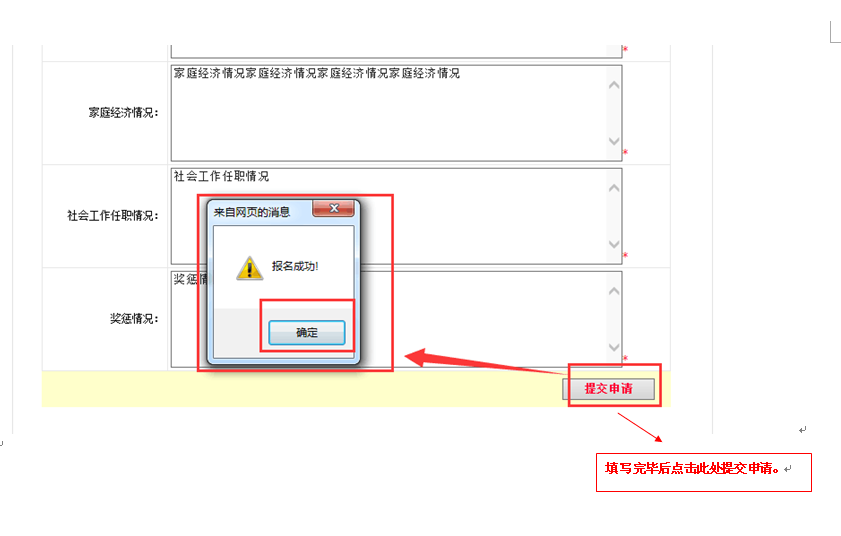 *
家庭经济情况：
家庭经济情况家庭经济情况家庭经济情况家庭经济情况
*
社会工作任职情况：
社会工作任职情况
*
来自网页的消息
报名成功!
确定
奖惩情况：
奖惩情
*
提交申请
填写完毕后点击此处提交申请。